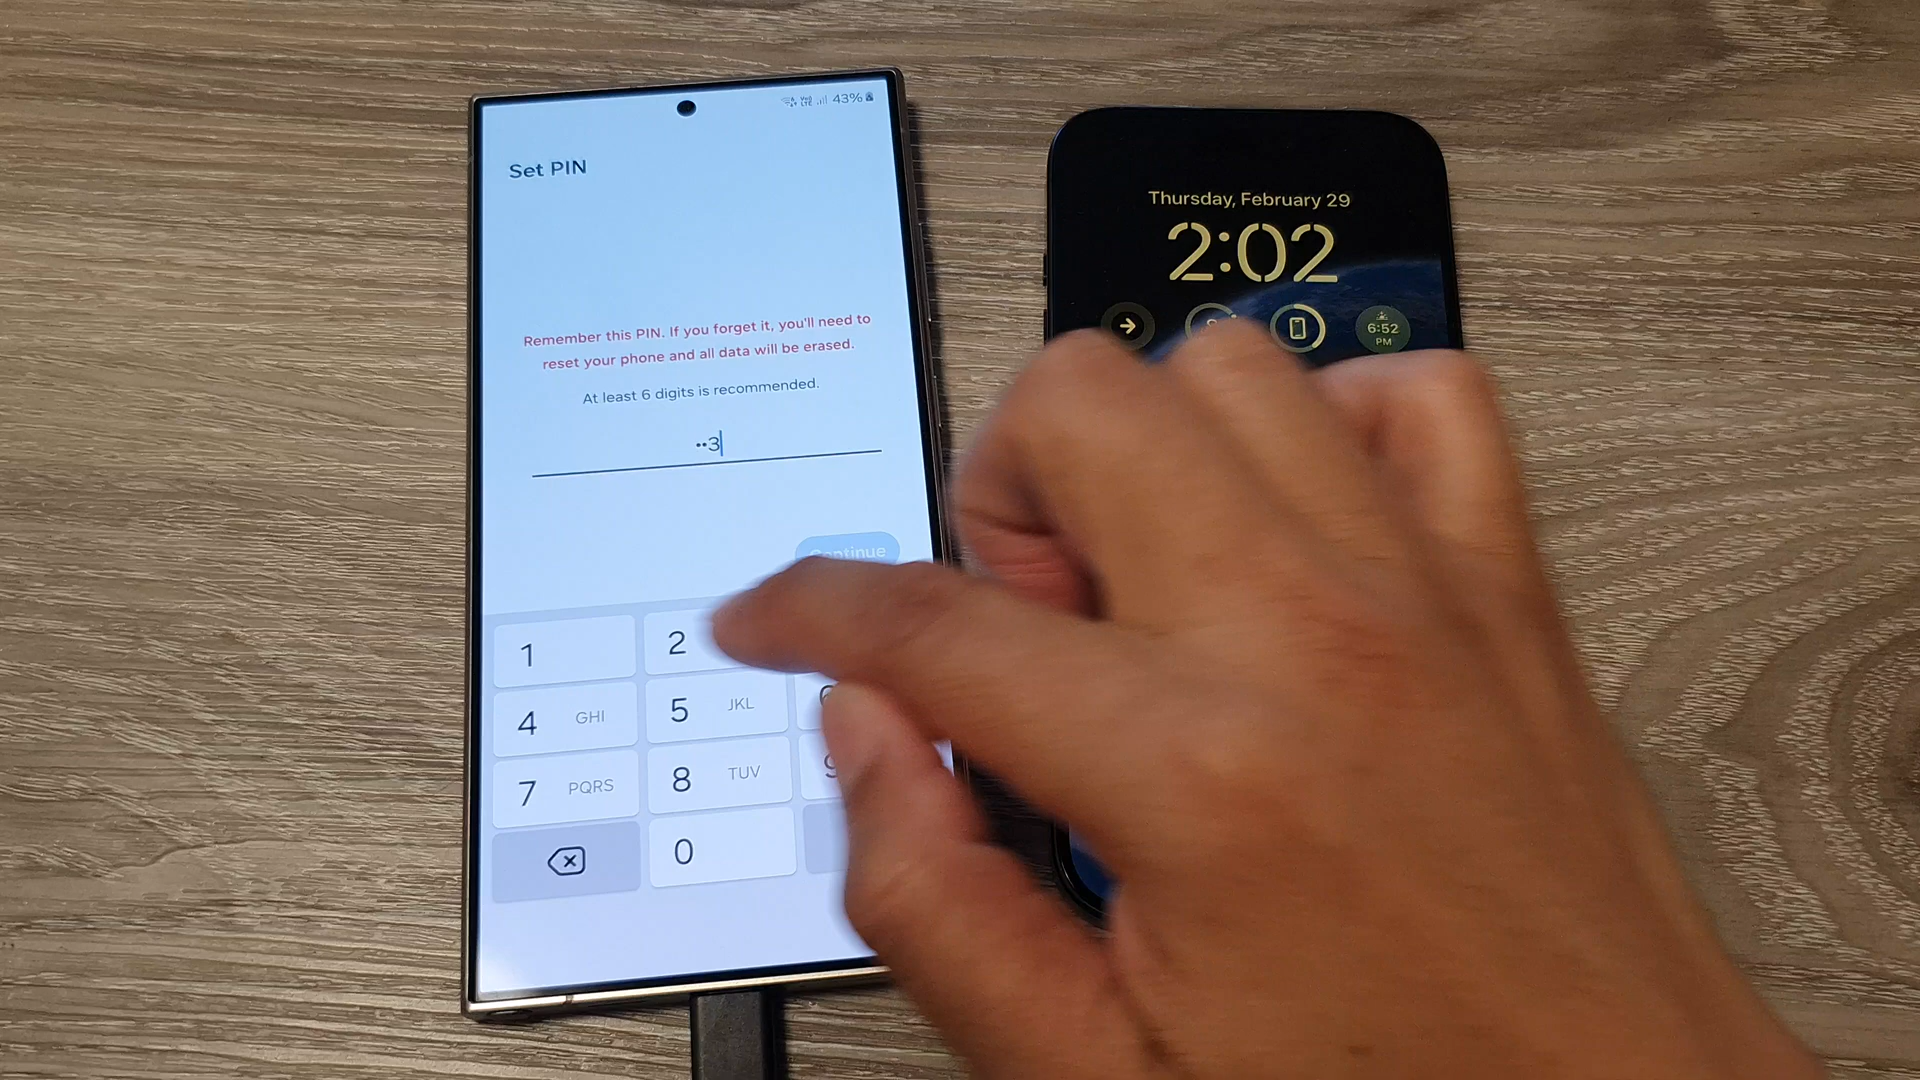 43%
Set PIN
Remember this PIN. If you forget it, you'll need to
reset your phone and all data will be erased.
At least 6 digits is recommended.
••3
Continue
1
2
4 GHI
5 JKL
7 PQRS
8 TUV
9
0
Thursday, February 29
2:02
6:52
PM